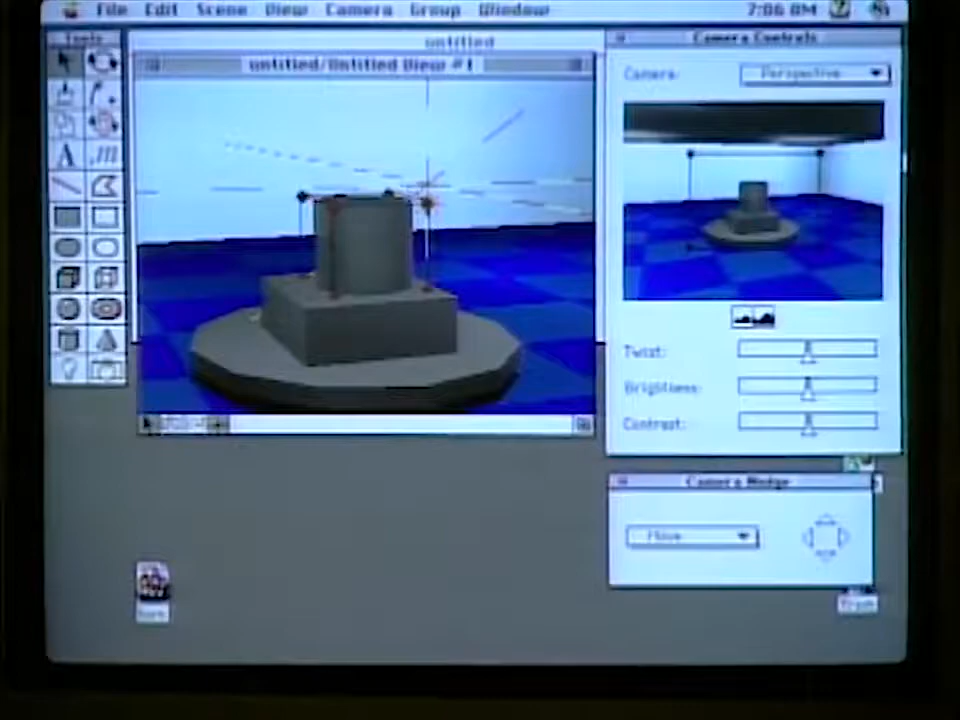 File Edit Scene View Camera Group Window 7:06 AM
Tools
untitled
untitled/Untitled View #1
Camera Controls
Camera:
Perspective
A
Twist:
Brightness:
Contrast:
Camera Nudge
Move
Trash